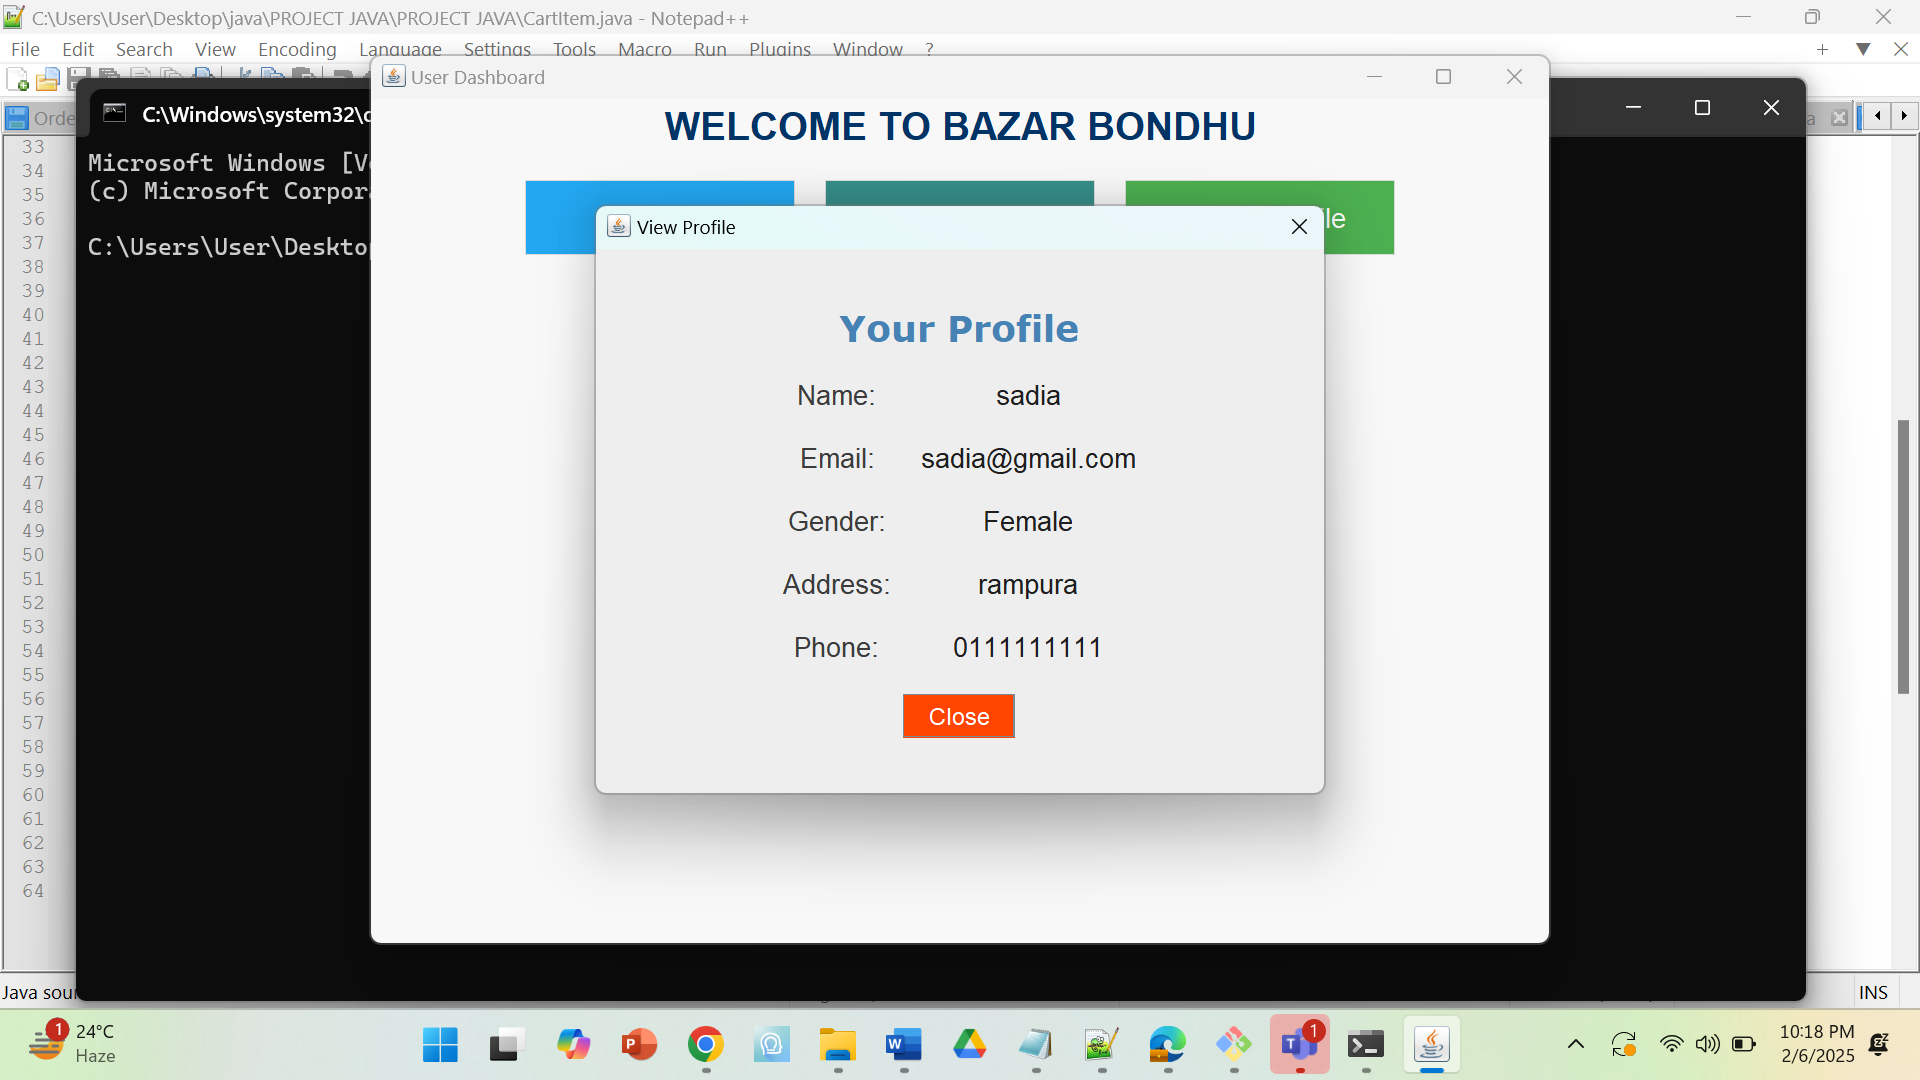 C:\Users\User\Desktop\java\PROJECT JAVA\PROJECT JAVA\CartItem.java - Notepad++
File Edit Search View Encoding Language Settings Tools Macro Run Plugins Window ?
User Dashboard
Orde
C:\Windows\system32\c
WELCOME TO BAZAR BONDHU
Microsoft Windows [V
(c) Microsoft Corpor
C:\Users\User\Deskto
le
View Profile
Your Profile
Name: sadia
Email: sadia@gmail.com
Gender: Female
Address: rampura
Phone: 0111111111
Close
33
34
35
36
37
38
39
40
41
42
43
44
45
46
47
48
49
50
51
52
53
54
55
56
57
58
59
60
61
62
63
64
Java sou
INS
1
24°C
Haze
1
10:18 PM
2/6/2025